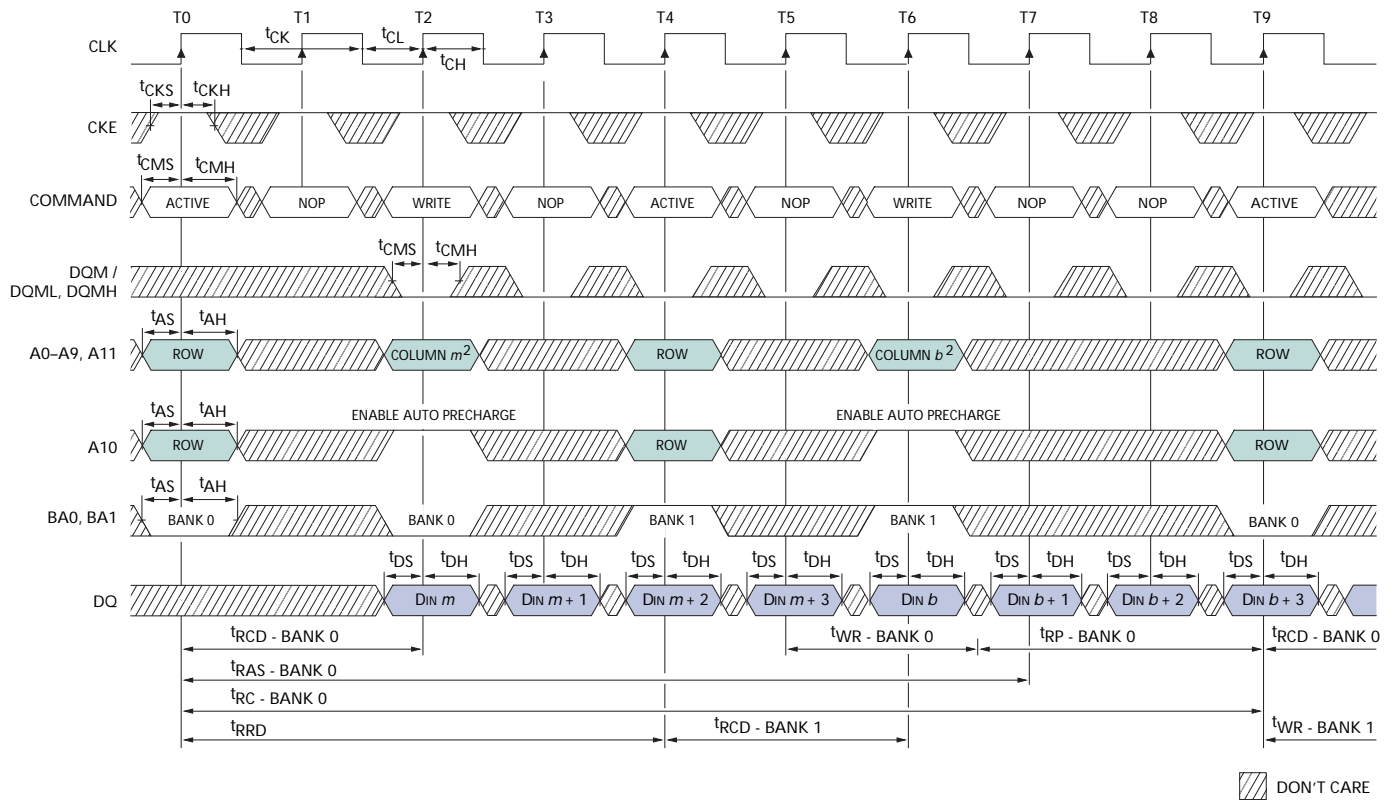 T0 T1 T2 T3 T4 T5 T6 T7 T8 T9
CLK
tCK tCL tCH
tCKS tCKH
CKE
tCMS tCMH
COMMAND ACTIVE NOP WRITE NOP ACTIVE NOP WRITE NOP NOP ACTIVE
tCMS tCMH
DQM /
DQML, DQMH
tAS tAH
A0–A9, A11 ROW COLUMN m2 ROW COLUMN b2 ROW
tAS tAH ENABLE AUTO PRECHARGE ENABLE AUTO PRECHARGE
A10 ROW ROW ROW
tAS tAH
BA0, BA1 BANK 0 BANK 0 BANK 1 BANK 1 BANK 0
tDS tDH tDS tDH tDS tDH tDS tDH tDS tDH tDS tDH tDS tDH tDS tDH
DQ DIN m DIN m + 1 DIN m + 2 DIN m + 3 DIN b DIN b + 1 DIN b + 2 DIN b + 3
tRCD - BANK 0 tWR - BANK 0 tRP - BANK 0 tRCD - BANK 0
tRAS - BANK 0
tRC - BANK 0
tRRD tRCD - BANK 1 tWR - BANK 1
DON'T CARE